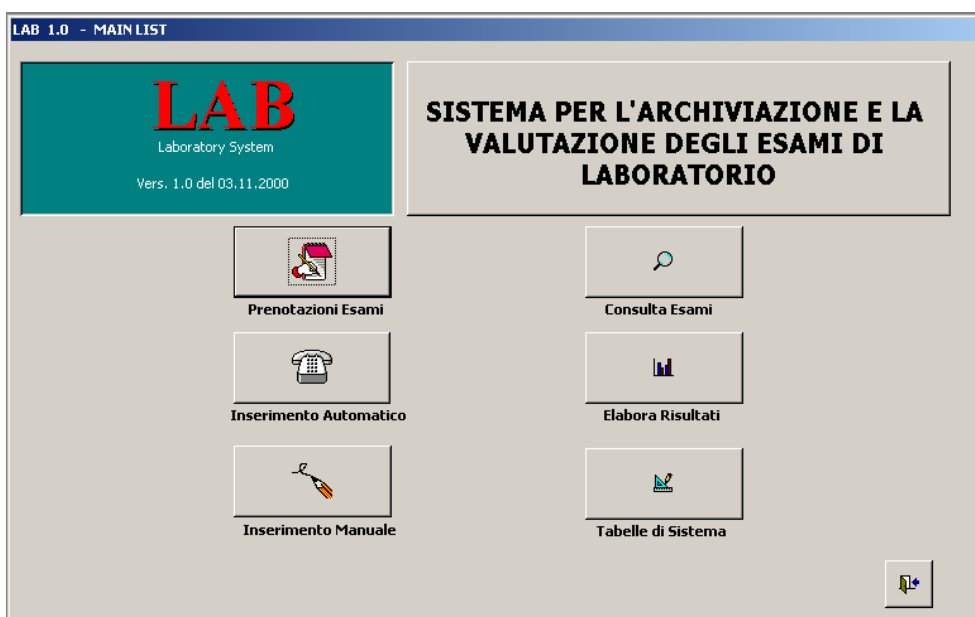 LAB 1.0 - MAIN LIST
LAB
Laboratory System
Vers. 1.0 del 03.11.2000
SISTEMA PER L'ARCHIVIAZIONE E LA
VALUTAZIONE DEGLI ESAMI DI
LABORATORIO
Prenotazioni Esami
Consulta Esami
Inserimento Automatico
Elabora Risultati
Inserimento Manuale
Tabelle di Sistema